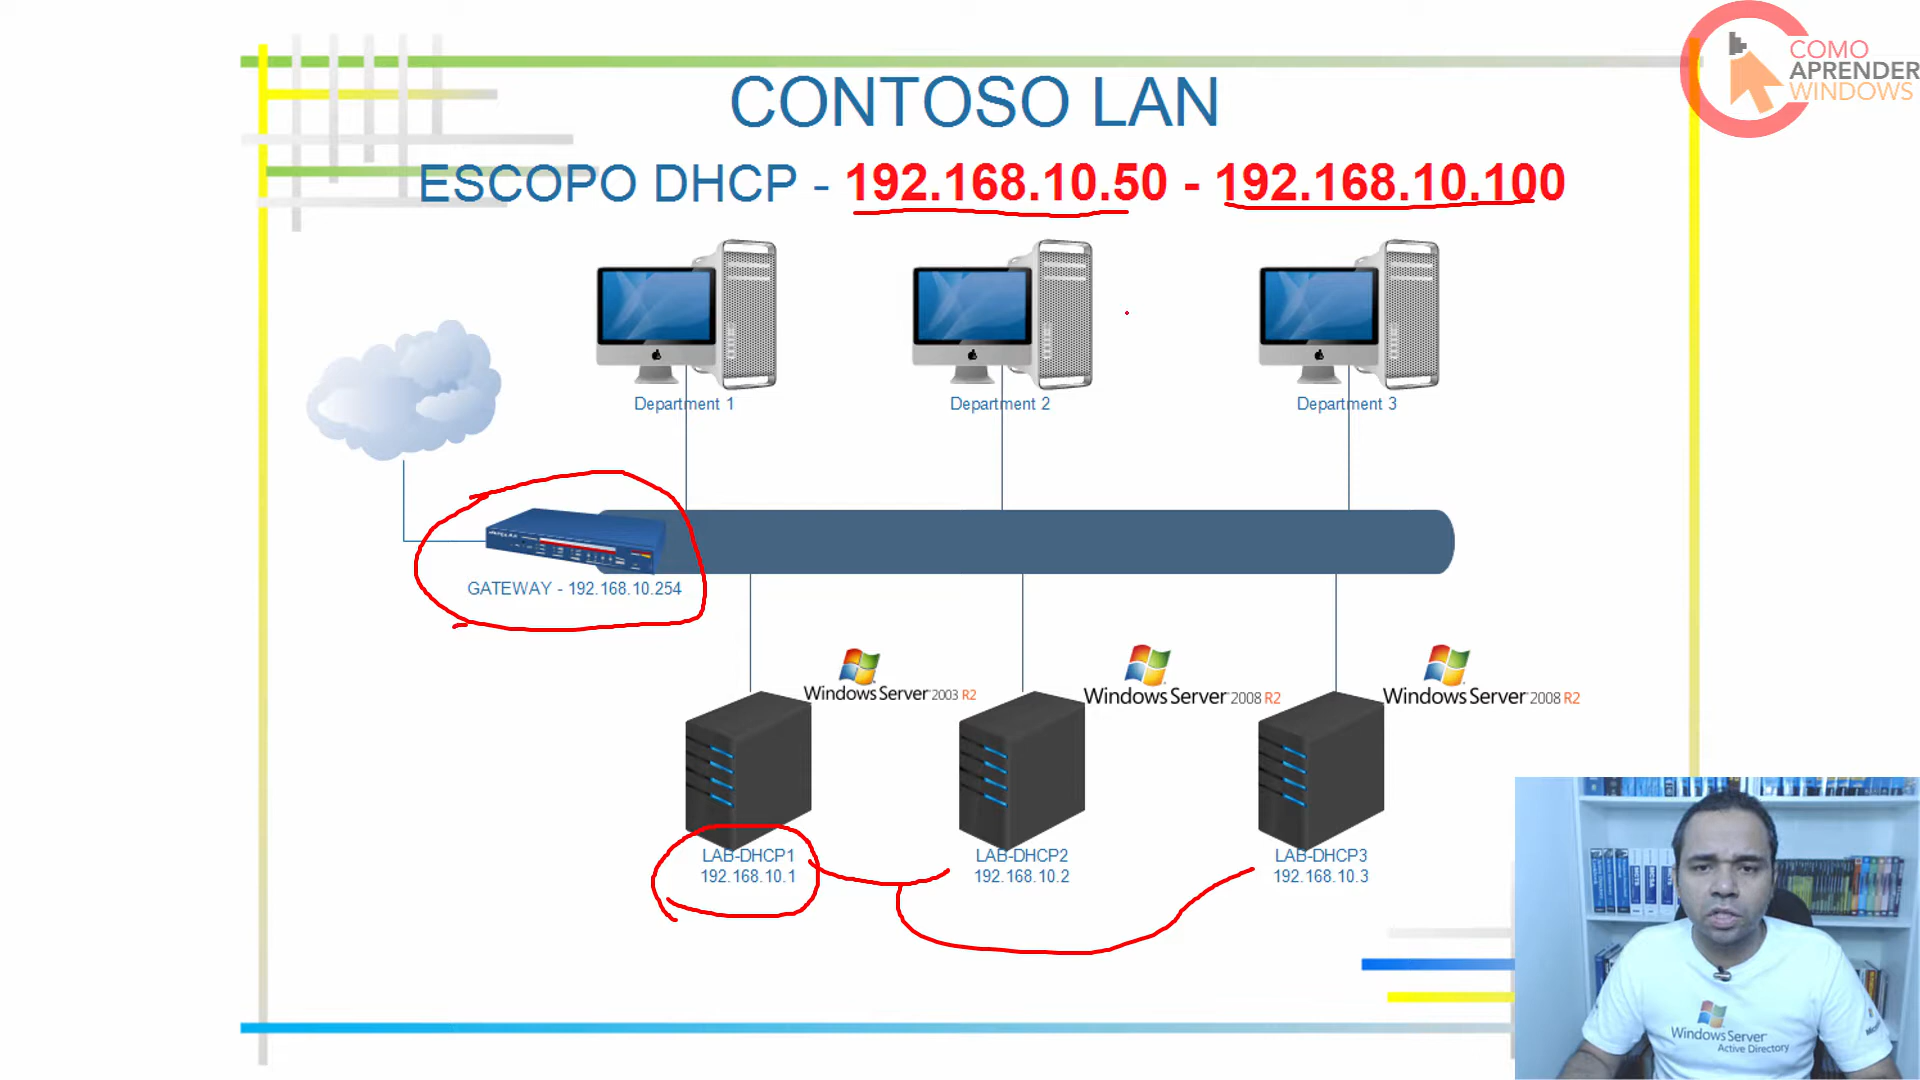 COMO
APRENDER
WINDOWS
CONTOSO LAN
ESCOPO DHCP - 192.168.10.50 - 192.168.10.100
Department 1
Department 2
Department 3
GATEWAY - 192.168.10.254
Windows Server 2003 R2
Windows Server 2008 R2
Windows Server 2008 R2
LAB-DHCP1
192.168.10.1
LAB-DHCP2
192.168.10.2
LAB-DHCP3
192.168.10.3
Windows Server
Active Directory